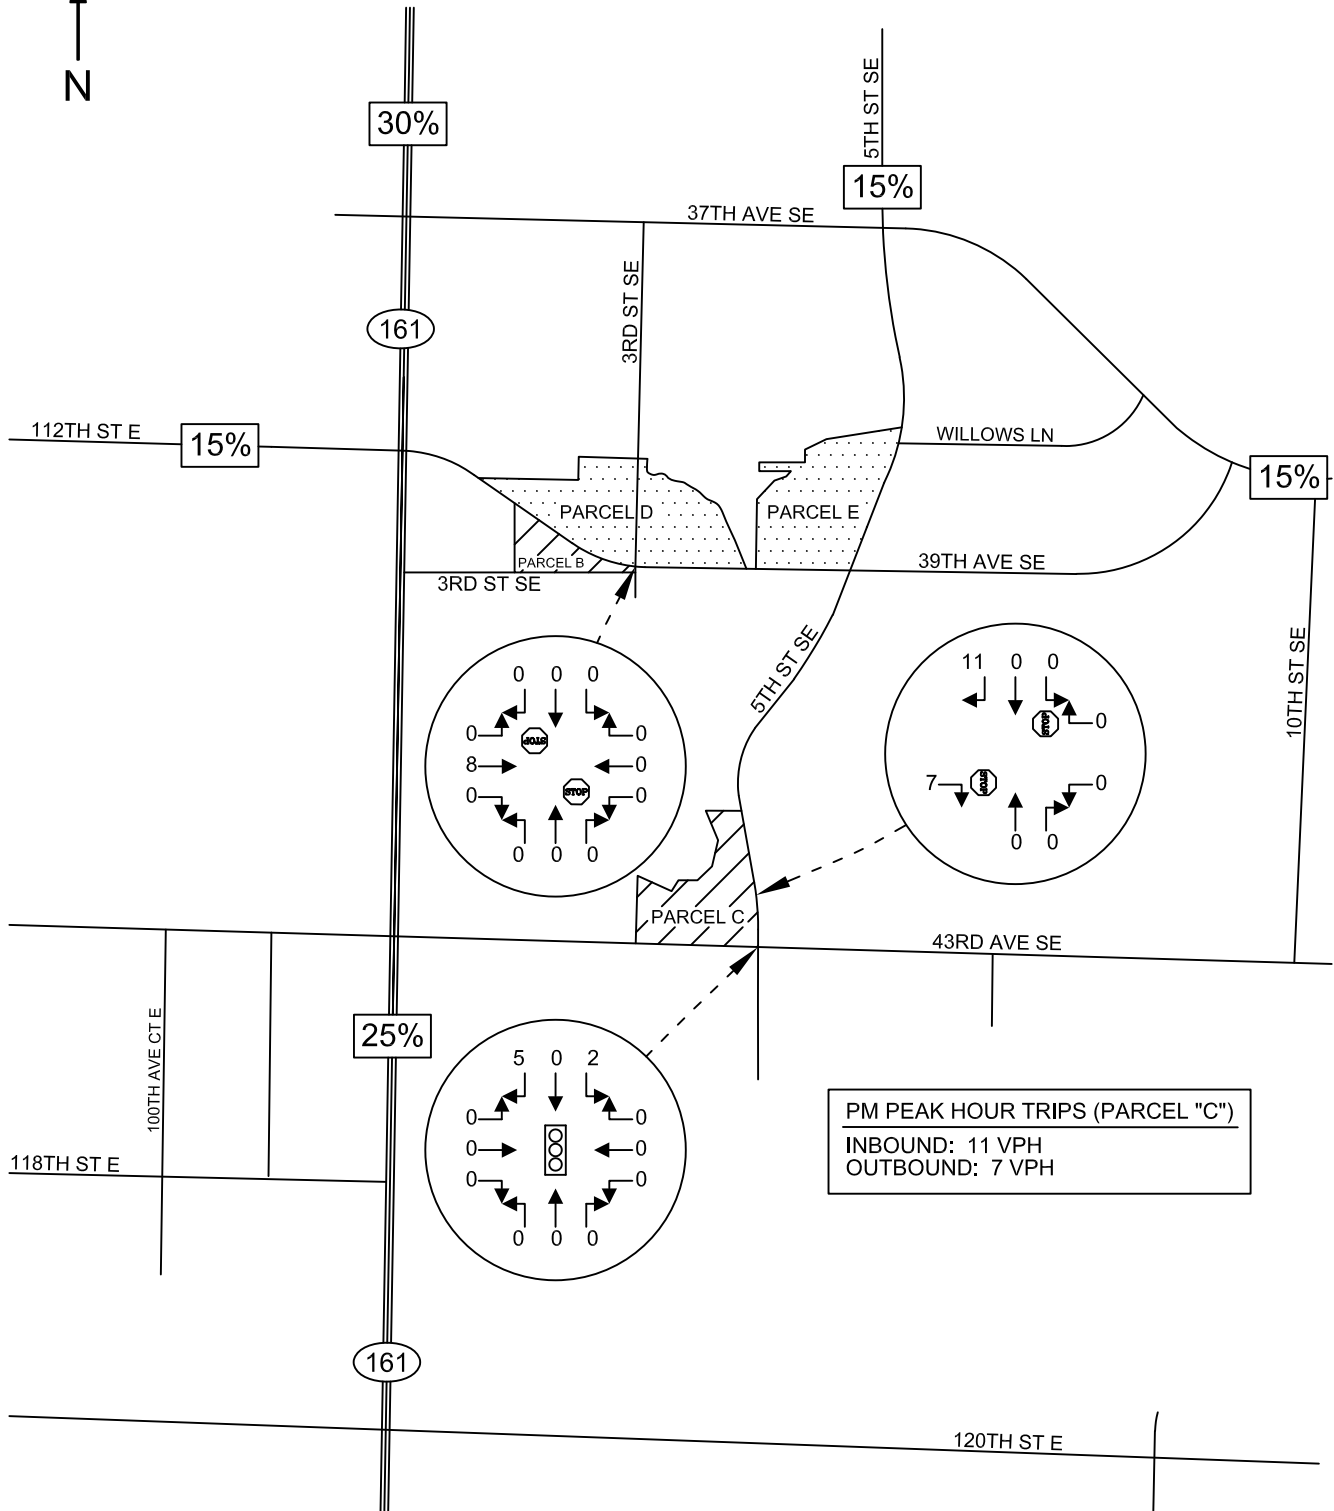 N
30%
5TH ST SE
15%
37TH AVE SE
3RD ST SE
161
112TH ST E
15%
WILLOWS LN
15%
PARCEL D
PARCEL E
PARCEL B
39TH AVE SE
3RD ST SE
5TH ST SE
10TH ST SE
0 0 0
0 0
STOP
8 0
0 0
STOP
0 0 0
11 0 0
STOP
0
7
STOP
0
0 0
PARCEL C
43RD AVE SE
100TH AVE CT E
25%
5 0 2
0 0
0 0
0 0
0 0 0
118TH ST E
PM PEAK HOUR TRIPS (PARCEL "C")
INBOUND: 11 VPH
OUTBOUND: 7 VPH
161
120TH ST E